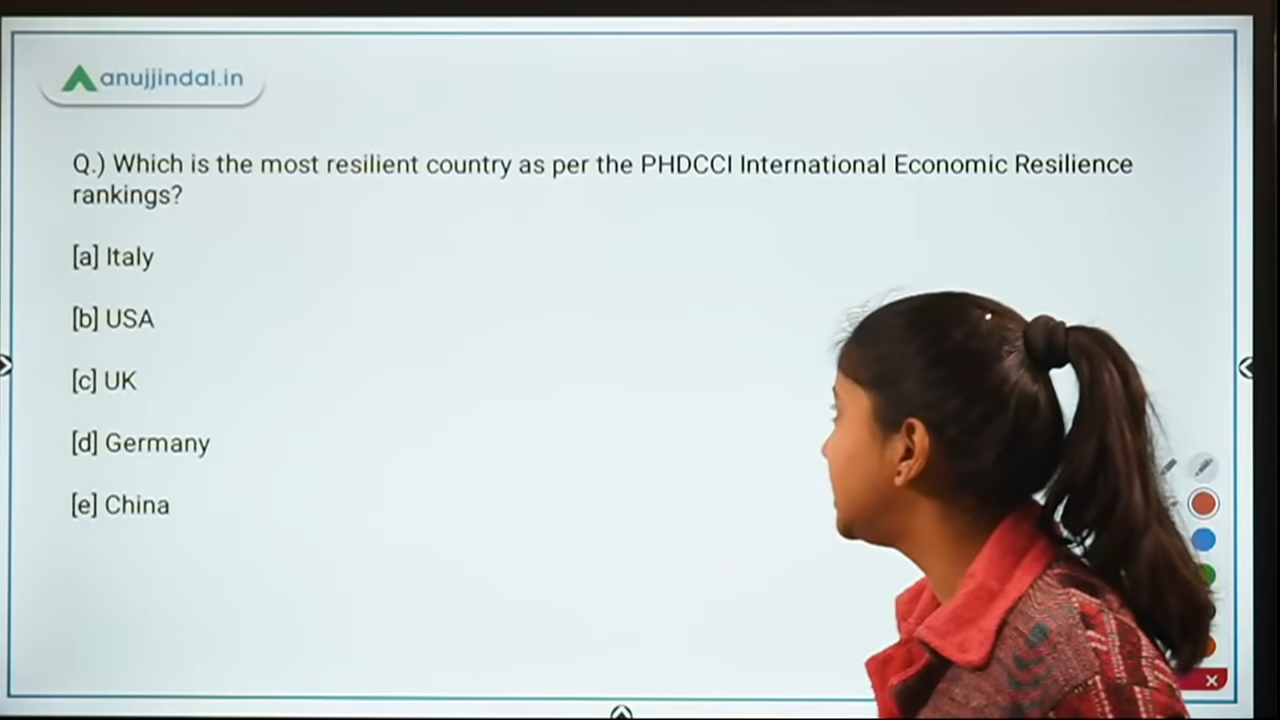 anujjindal.in
Q.) Which is the most resilient country as per the PHDCCI International Economic Resilience
rankings?
[a] Italy
[b] USA
[c] UK
[d] Germany
[e] China